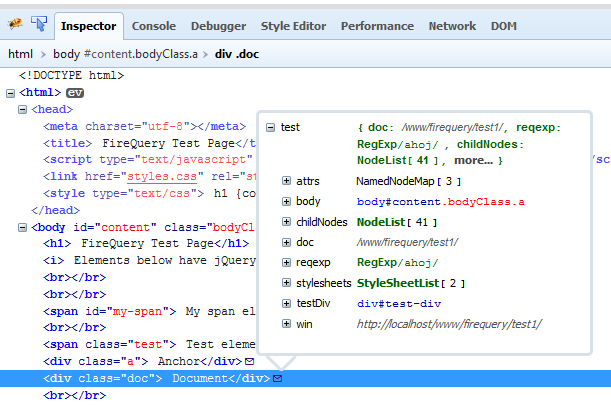 Inspector Console Debugger Style Editor Performance Network DOM
html › body #content.bodyClass.a › div .doc
<!DOCTYPE html>
<html> ev
<head>
<meta charset="utf-8"></meta>
<title> FireQuery Test Page</t
<script type="text/javascript" /sc
<link href="styles.css" rel="st
<style type="text/css"> h1 {co
</head>
<body id="content" class="bodyCl
<h1> FireQuery Test Page</h1>
<i> Elements below have jQuery
<br></br>
<br></br>
<span id="my-span"> My span el
<br></br>
<span class="test"> Test eleme
<div class="a"> Anchor</div>
<div class="doc"> Document</div>
<br></br>
test { doc: /www/firequery/test1/, reqexp:
RegExp/ahoj/ , childNodes:
NodeList[ 41 ], more... }
attrs NamedNodeMap[ 3 ]
body body#content.bodyClass.a
childNodes NodeList[ 41 ]
doc /www/firequery/test1/
reqexp RegExp/ahoj/
stylesheets StyleSheetList[ 2 ]
testDiv div#test-div
win http://localhost/www/firequery/test1/